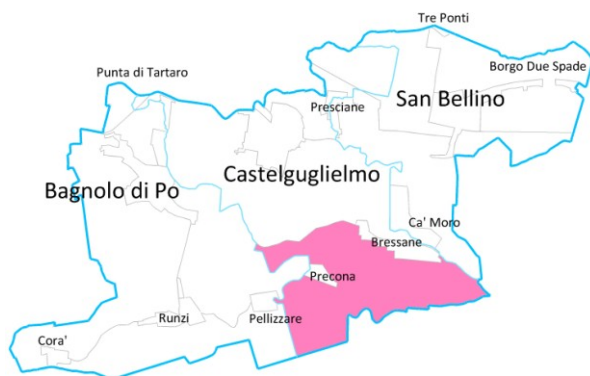 Tre Ponti
Borgo Due Spade
Punta di Tartaro
San Bellino
Presciane
Castelguglielmo
Bagnolo di Po
Ca' Moro
Bressane
Precona
Runzi
Pellizzare
Cora'